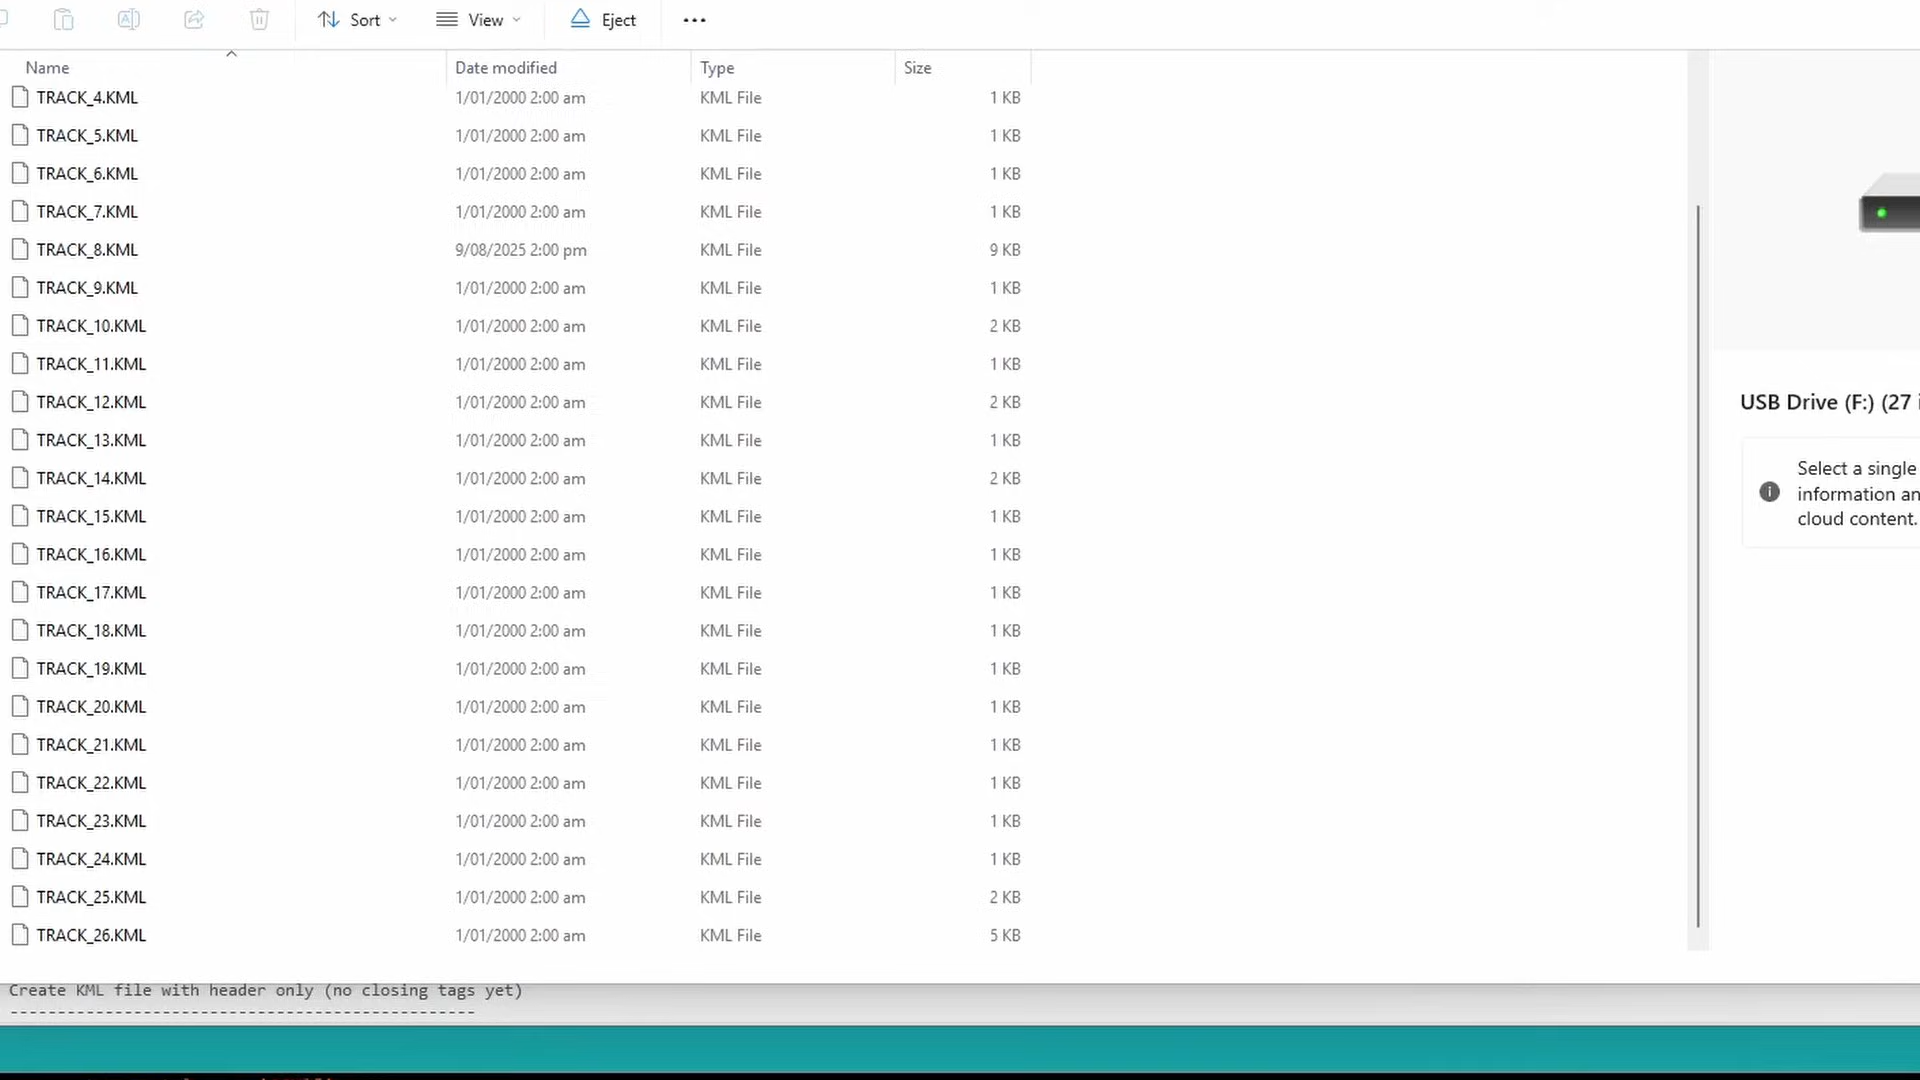 Sort View Eject
Name Date modified Type Size
TRACK_4.KML 1/01/2000 2:00 am KML File 1 KB
TRACK_5.KML 1/01/2000 2:00 am KML File 1 KB
TRACK_6.KML 1/01/2000 2:00 am KML File 1 KB
TRACK_7.KML 1/01/2000 2:00 am KML File 1 KB
TRACK_8.KML 9/08/2025 2:00 pm KML File 9 KB
TRACK_9.KML 1/01/2000 2:00 am KML File 1 KB
TRACK_10.KML 1/01/2000 2:00 am KML File 2 KB
TRACK_11.KML 1/01/2000 2:00 am KML File 1 KB
TRACK_12.KML 1/01/2000 2:00 am KML File 2 KB
TRACK_13.KML 1/01/2000 2:00 am KML File 1 KB
TRACK_14.KML 1/01/2000 2:00 am KML File 2 KB
TRACK_15.KML 1/01/2000 2:00 am KML File 1 KB
TRACK_16.KML 1/01/2000 2:00 am KML File 1 KB
TRACK_17.KML 1/01/2000 2:00 am KML File 1 KB
TRACK_18.KML 1/01/2000 2:00 am KML File 1 KB
TRACK_19.KML 1/01/2000 2:00 am KML File 1 KB
TRACK_20.KML 1/01/2000 2:00 am KML File 1 KB
TRACK_21.KML 1/01/2000 2:00 am KML File 1 KB
TRACK_22.KML 1/01/2000 2:00 am KML File 1 KB
TRACK_23.KML 1/01/2000 2:00 am KML File 1 KB
TRACK_24.KML 1/01/2000 2:00 am KML File 1 KB
TRACK_25.KML 1/01/2000 2:00 am KML File 2 KB
TRACK_26.KML 1/01/2000 2:00 am KML File 5 KB
USB Drive (F:) (27
Select a single
information an
cloud content.
Create KML file with header only (no closing tags yet)